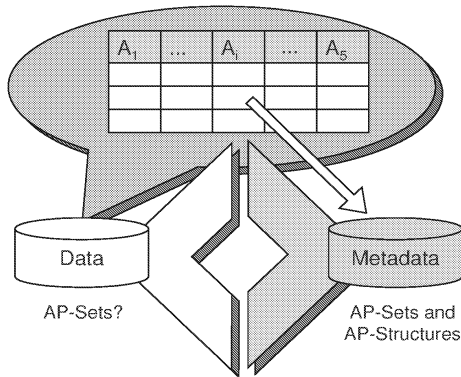 A1 ... Ai ... A5
Data
Metadata
AP-Sets?
AP-Sets and
AP-Structures